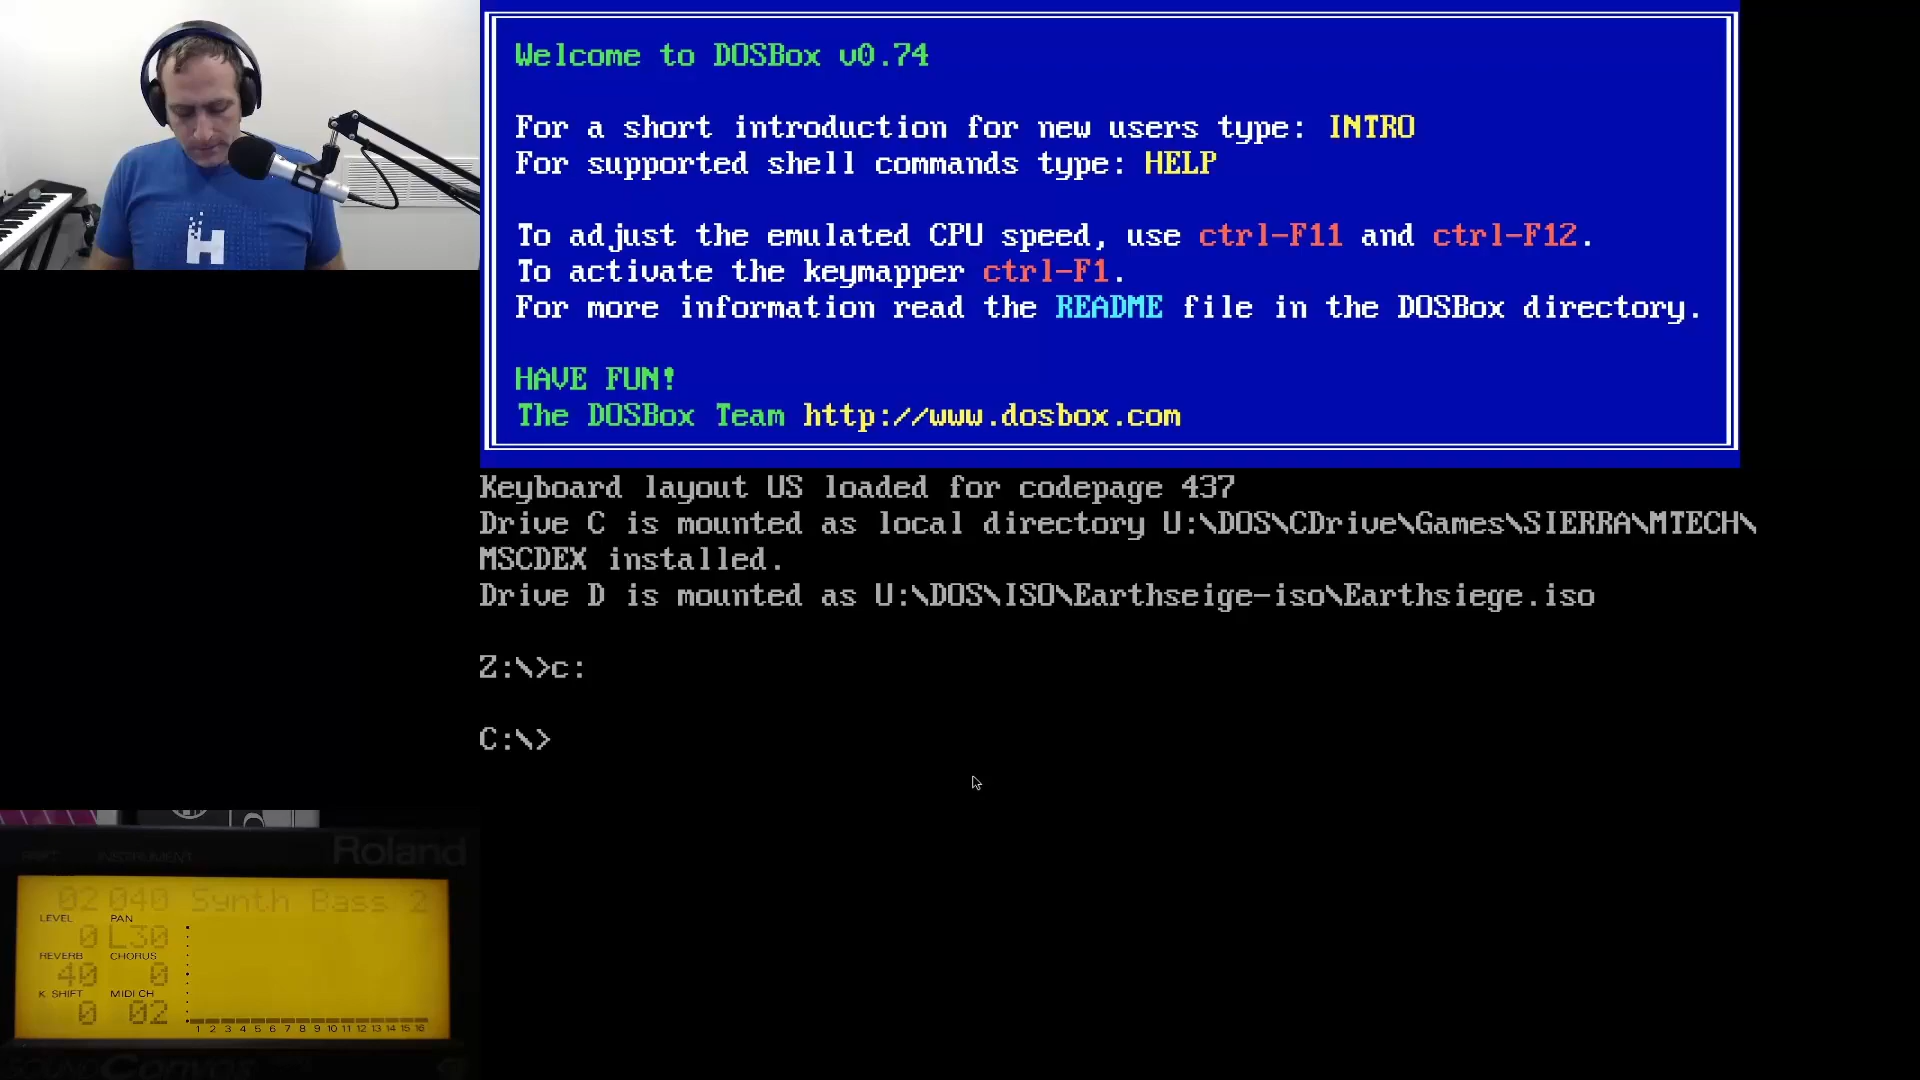 Welcome to DOSBox v0.74
For a short introduction for new users type: INTRO
For supported shell commands type: HELP
To adjust the emulated CPU speed, use ctrl-F11 and ctrl-F12.
To activate the keymapper ctrl-F1.
For more information read the README file in the DOSBox directory.
HAVE FUN!
The DOSBox Team http://www.dosbox.com
Keyboard layout US loaded for codepage 437
Drive C is mounted as local directory U:\DOS\CDrive\Games\SIERRA\MTECH\
MSCDEX installed.
Drive D is mounted as U:\DOS\ISO\Earthseige-iso\Earthsiege.iso
Z:\>c:
C:\>
H
Roland
PART INSTRUMENT
02 040 Synth Bass 2
LEVEL PAN
0 L30
REVERB CHORUS
40 0
K SHIFT MIDI CH
0 02
1 2 3 4 5 6 7 8 9 10 11 12 13 14 15 16
SOUND Canvas